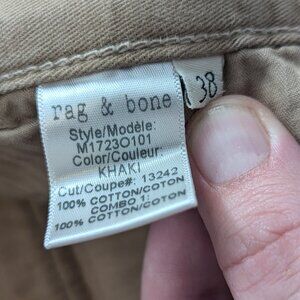 rag & bone
38
Style/Modèle:
M1723O101
Color/Couleur:
KHAKI
Cut/Coupe#: 13242
100% COTTON/COTON
COMBO 1:
100% COTTON/COTON